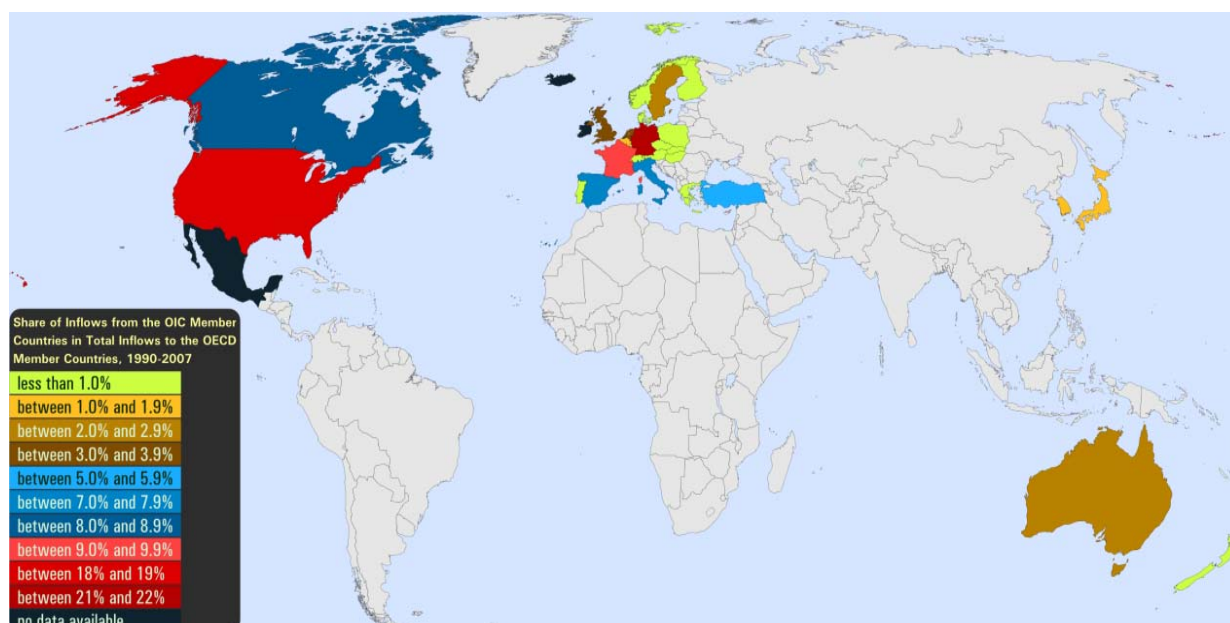 Share of Inflows from the OIC Member
Countries in Total Inflows to the OECD
Member Countries, 1990-2007
less than 1.0%
between 1.0% and 1.9%
between 2.0% and 2.9%
between 3.0% and 3.9%
between 5.0% and 5.9%
between 7.0% and 7.9%
between 8.0% and 8.9%
between 9.0% and 9.9%
between 18% and 19%
between 21% and 22%
no data available